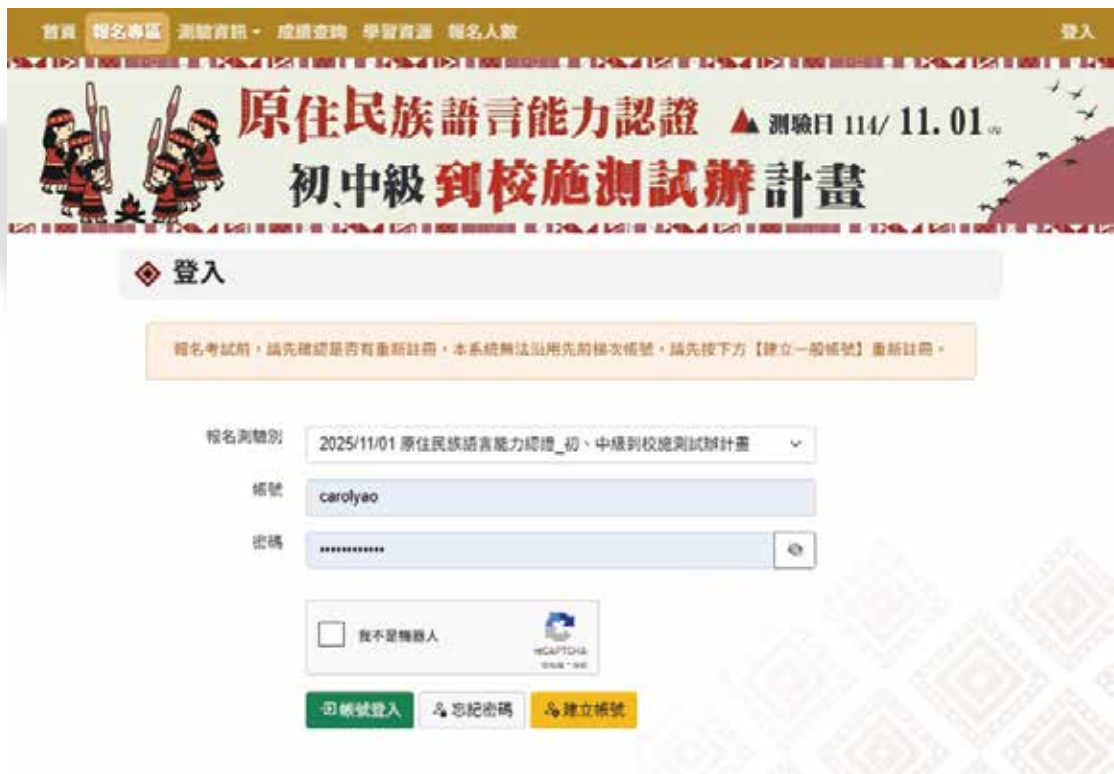 首頁 報名專區 測驗資訊 成績查詢 學習資源 報名人數 登入
原住民族語言能力認證 測驗日 114/ 11.01
初、中級 到校施測試辦計畫
登入
報名考試前，請先確認是否有重新註冊，本系統無法沿用先前梯次帳號，請先按下方【建立一般帳號】重新註冊。
報名測驗別 2025/11/01 原住民族語言能力認證_初、中級到校施測試辦計畫
帳號 carolyao
密碼 ••••••••••••
我不是機器人
reCAPTCHA
帳號登入 忘記密碼 建立帳號